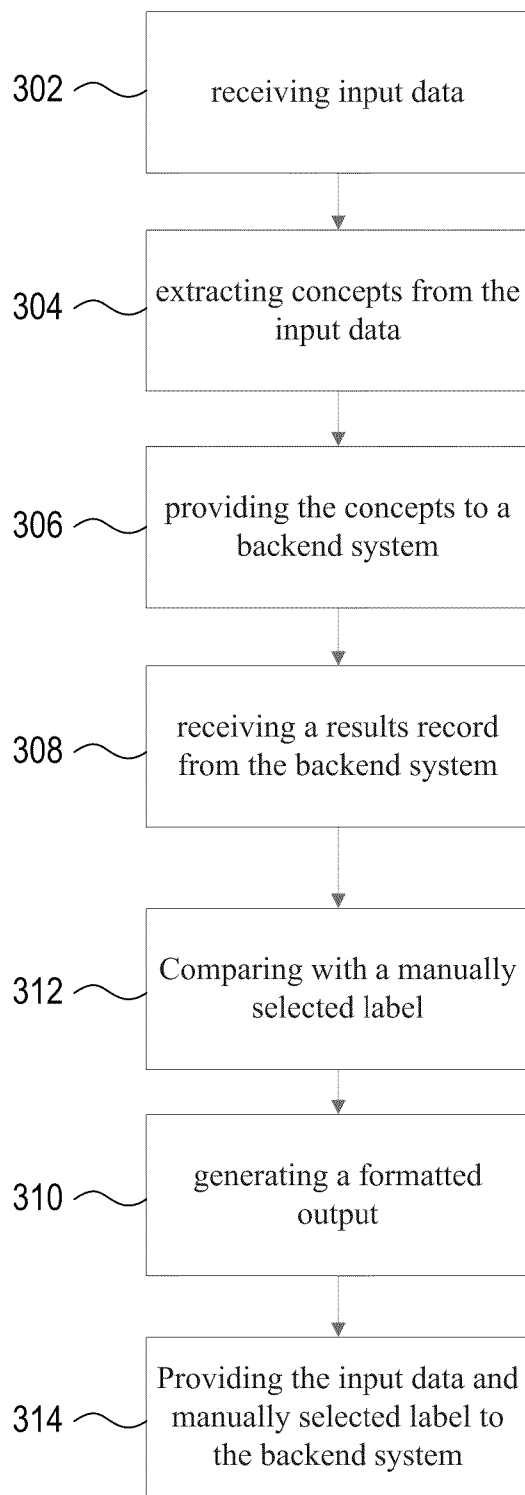 302
receiving input data
304
extracting concepts from the
input data
306
providing the concepts to a
backend system
308
receiving a results record
from the backend system
312
Comparing with a manually
selected label
310
generating a formatted
output
314
Providing the input data and
manually selected label to
the backend system